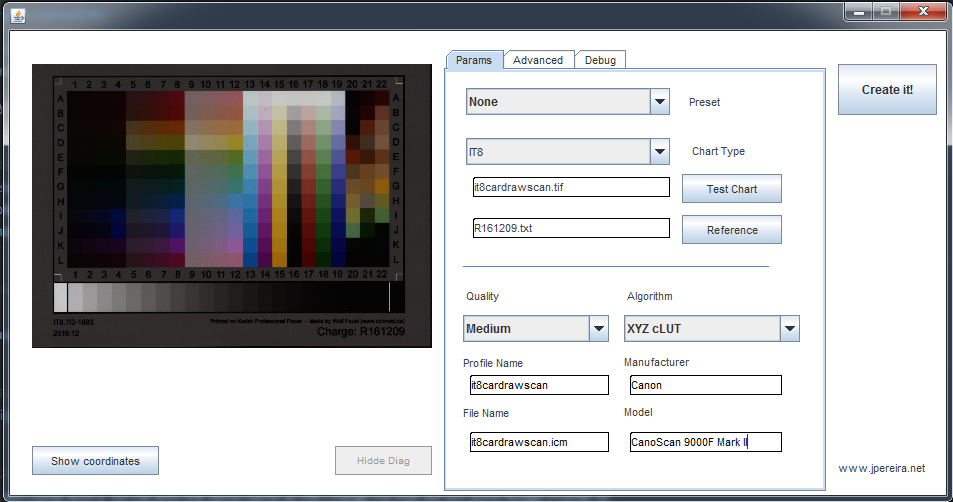 Params Advanced Debug
None Preset
IT8 Chart Type
it8cardrawscan.tif Test Chart
R161209.txt Reference
Quality Algorithm
Medium XYZ cLUT
Profile Name Manufacturer
it8cardrawscan Canon
File Name Model
it8cardrawscan.icm CanoScan 9000F Mark II
Create it!
www.jpereira.net
1 2 3 4 5 6 7 8 9 10 11 12 13 14 15 16 17 18 19 20 21 22
A A
B B
C C
D D
E E
F F
G G
H H
I I
J J
K K
L L
1 2 3 4 5 6 7 8 9 10 11 12 13 14 15 16 17 18 19 20 21 22
IT8.7/2-1993 Printed on Kodak Professional Paper - Made by Wolf Faust (www.coloraid.de)
2016:12 Charge: R161209
Show coordinates Hidde Diag